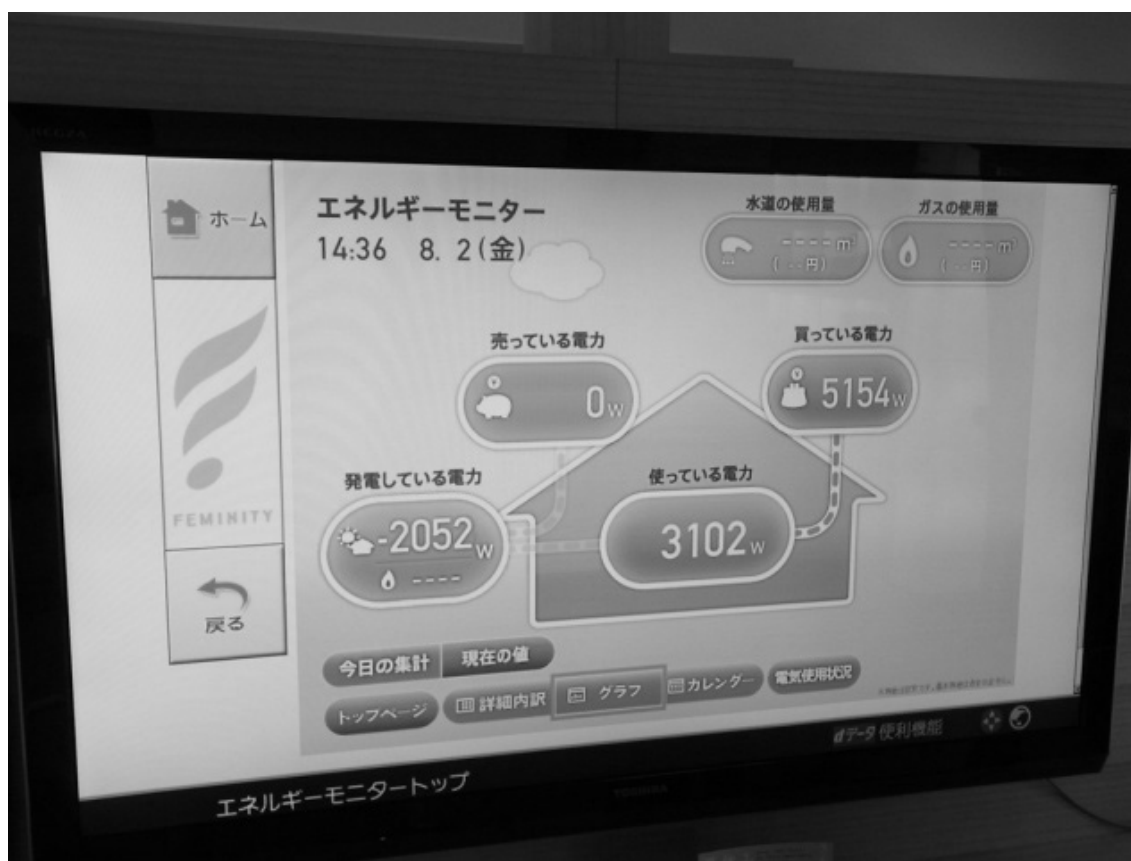 REGZA
ホーム
エネルギーモニター
14:36 8. 2(金)
水道の使用量
----m³
(--円)
ガスの使用量
----m³
(--円)
売っている電力
0w
買っている電力
5154w
発電している電力
-2052w
----
使っている電力
3102w
FEMINITY
戻る
今日の集計
現在の値
トップページ
詳細内訳
グラフ
カレンダー
電気使用状況
dデータ 便利機能
エネルギーモニタートップ
TOSHIBA